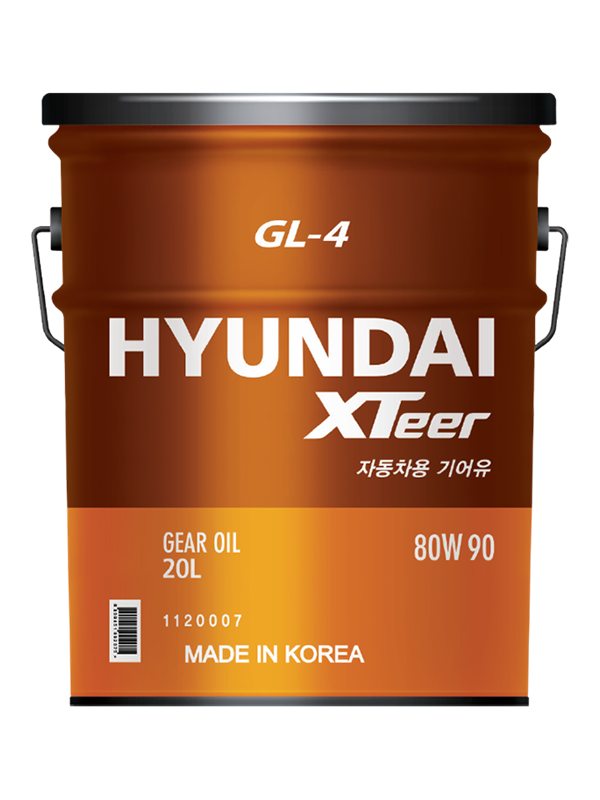 GL-4
HYUNDAI
XTeer
자동차용 기어유
GEAR OIL
80W 90
20L
1120007
MADE IN KOREA